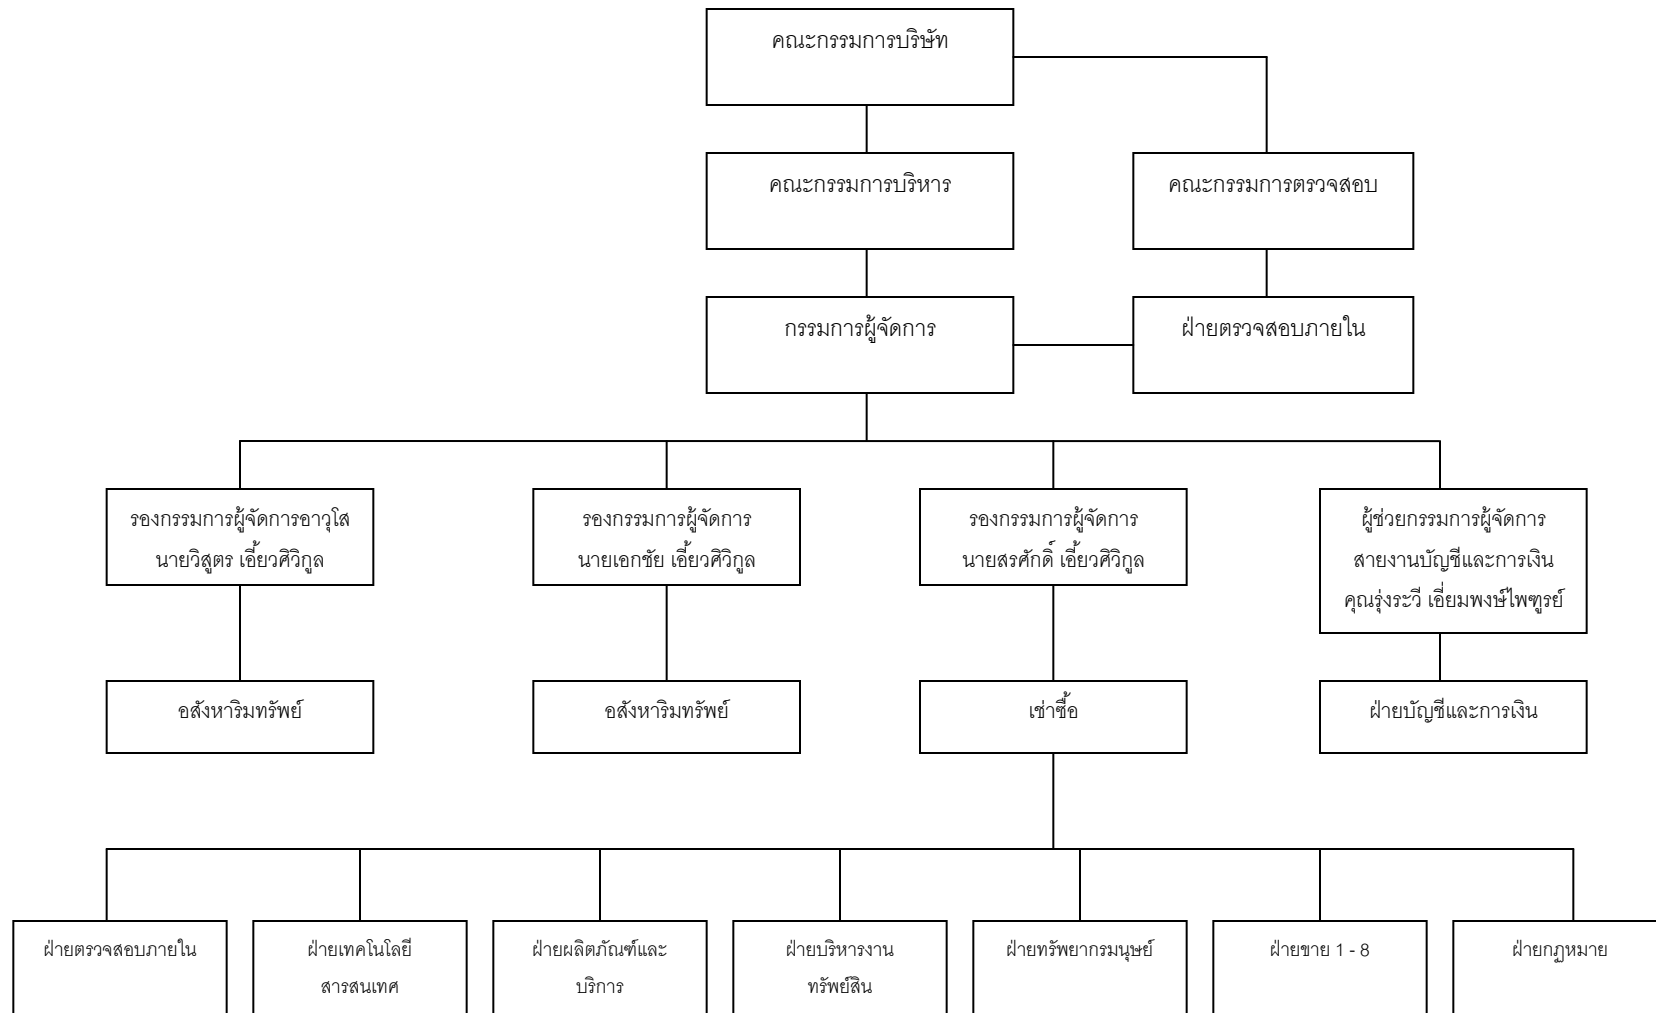 คณะกรรมการบริษัท
คณะกรรมการบริหาร
คณะกรรมการตรวจสอบ
กรรมการผู้จัดการ
ฝ่ายตรวจสอบภายใน
รองกรรมการผู้จัดการอาวุโส
นายวิสูตร เอี้ยวศิวิกูล
รองกรรมการผู้จัดการ
นายเอกชัย เอี้ยวศิวิกูล
รองกรรมการผู้จัดการ
นายสรศักดิ์ เอี้ยวศิวิกูล
ผู้ช่วยกรรมการผู้จัดการ
สายงานบัญชีและการเงิน
คุณรุ่งระวี เอี่ยมพงษ์ไพฑูรย์
อสังหาริมทรัพย์
อสังหาริมทรัพย์
เช่าซื้อ
ฝ่ายบัญชีและการเงิน
ฝ่ายตรวจสอบภายใน
ฝ่ายเทคโนโลยี
สารสนเทศ
ฝ่ายผลิตภัณฑ์และ
บริการ
ฝ่ายบริหารงาน
ทรัพย์สิน
ฝ่ายทรัพยากรมนุษย์
ฝ่ายขาย 1 - 8
ฝ่ายกฎหมาย